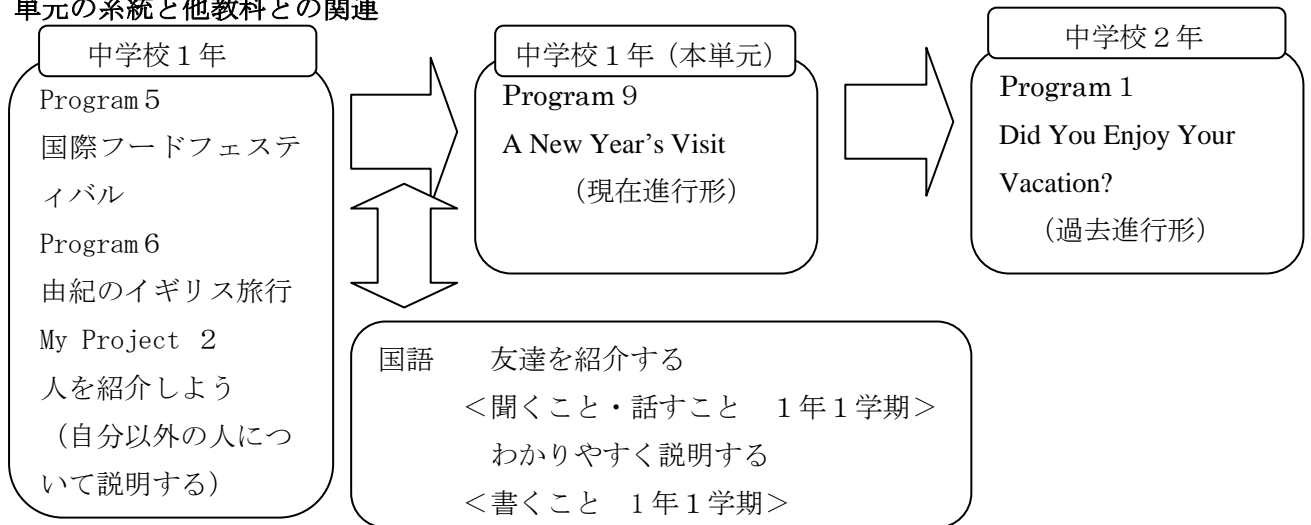 単元の系統と他教科との関連
中学校1年
Program5
国際フードフェステ
ィバル
Program6
由紀のイギリス旅行
My Project 2
人を紹介しよう
(自分以外の人につ
いて説明する)
中学校1年(本単元)
Program9
A New Year’s Visit
(現在進行形)
中学校2年
Program 1
Did You Enjoy Your
Vacation?
(過去進行形)
国語 友達を紹介する
<聞くこと・話すこと 1年1学期>
わかりやすく説明する
<書くこと 1年1学期>